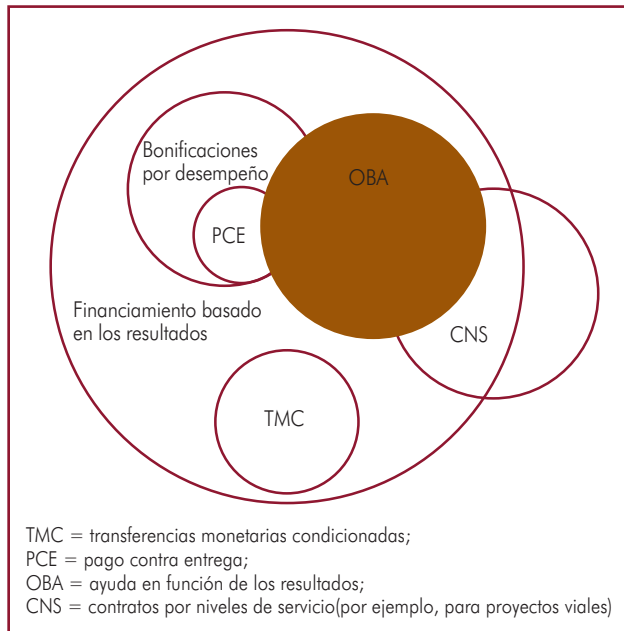 Bonificaciones
por desempeño
OBA
PCE
Financiamiento basado
en los resultados
CNS
TMC
TMC = transferencias monetarias condicionadas;
PCE = pago contra entrega;
OBA = ayuda en función de los resultados;
CNS = contratos por niveles de servicio(por ejemplo, para proyectos viales)